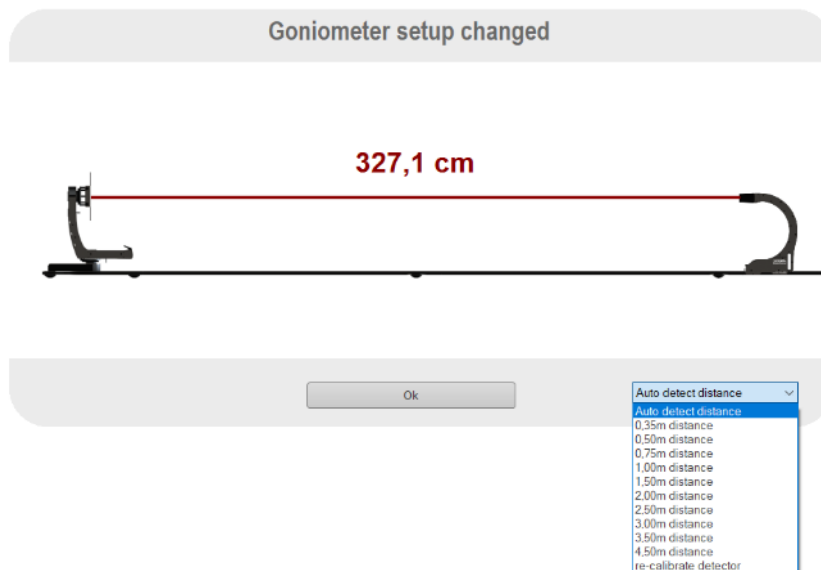 Goniometer setup changed
327,1 cm
Ok
Auto detect distance
Auto detect distance
0,35m distance
0,50m distance
0,75m distance
1,00m distance
1,50m distance
2,00m distance
2,50m distance
3,00m distance
3,50m distance
4,50m distance
re-calibrate detector